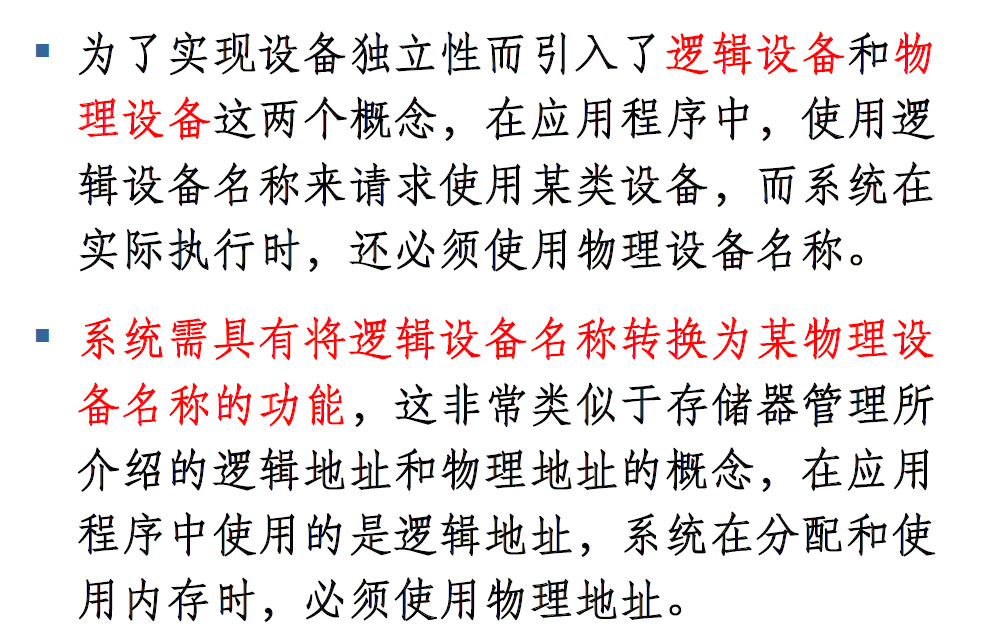 为了实现设备独立性而引入了逻辑设备和物
理设备这两个概念，在应用程序中，使用逻
辑设备名称来请求使用某类设备，而系统在
实际执行时，还必须使用物理设备名称。
系统需具有将逻辑设备名称转换为某物理设
备名称的功能，这非常类似于存储器管理所
介绍的逻辑地址和物理地址的概念，在应用
程序中使用的是逻辑地址，系统在分配和使
用内存时，必须使用物理地址。